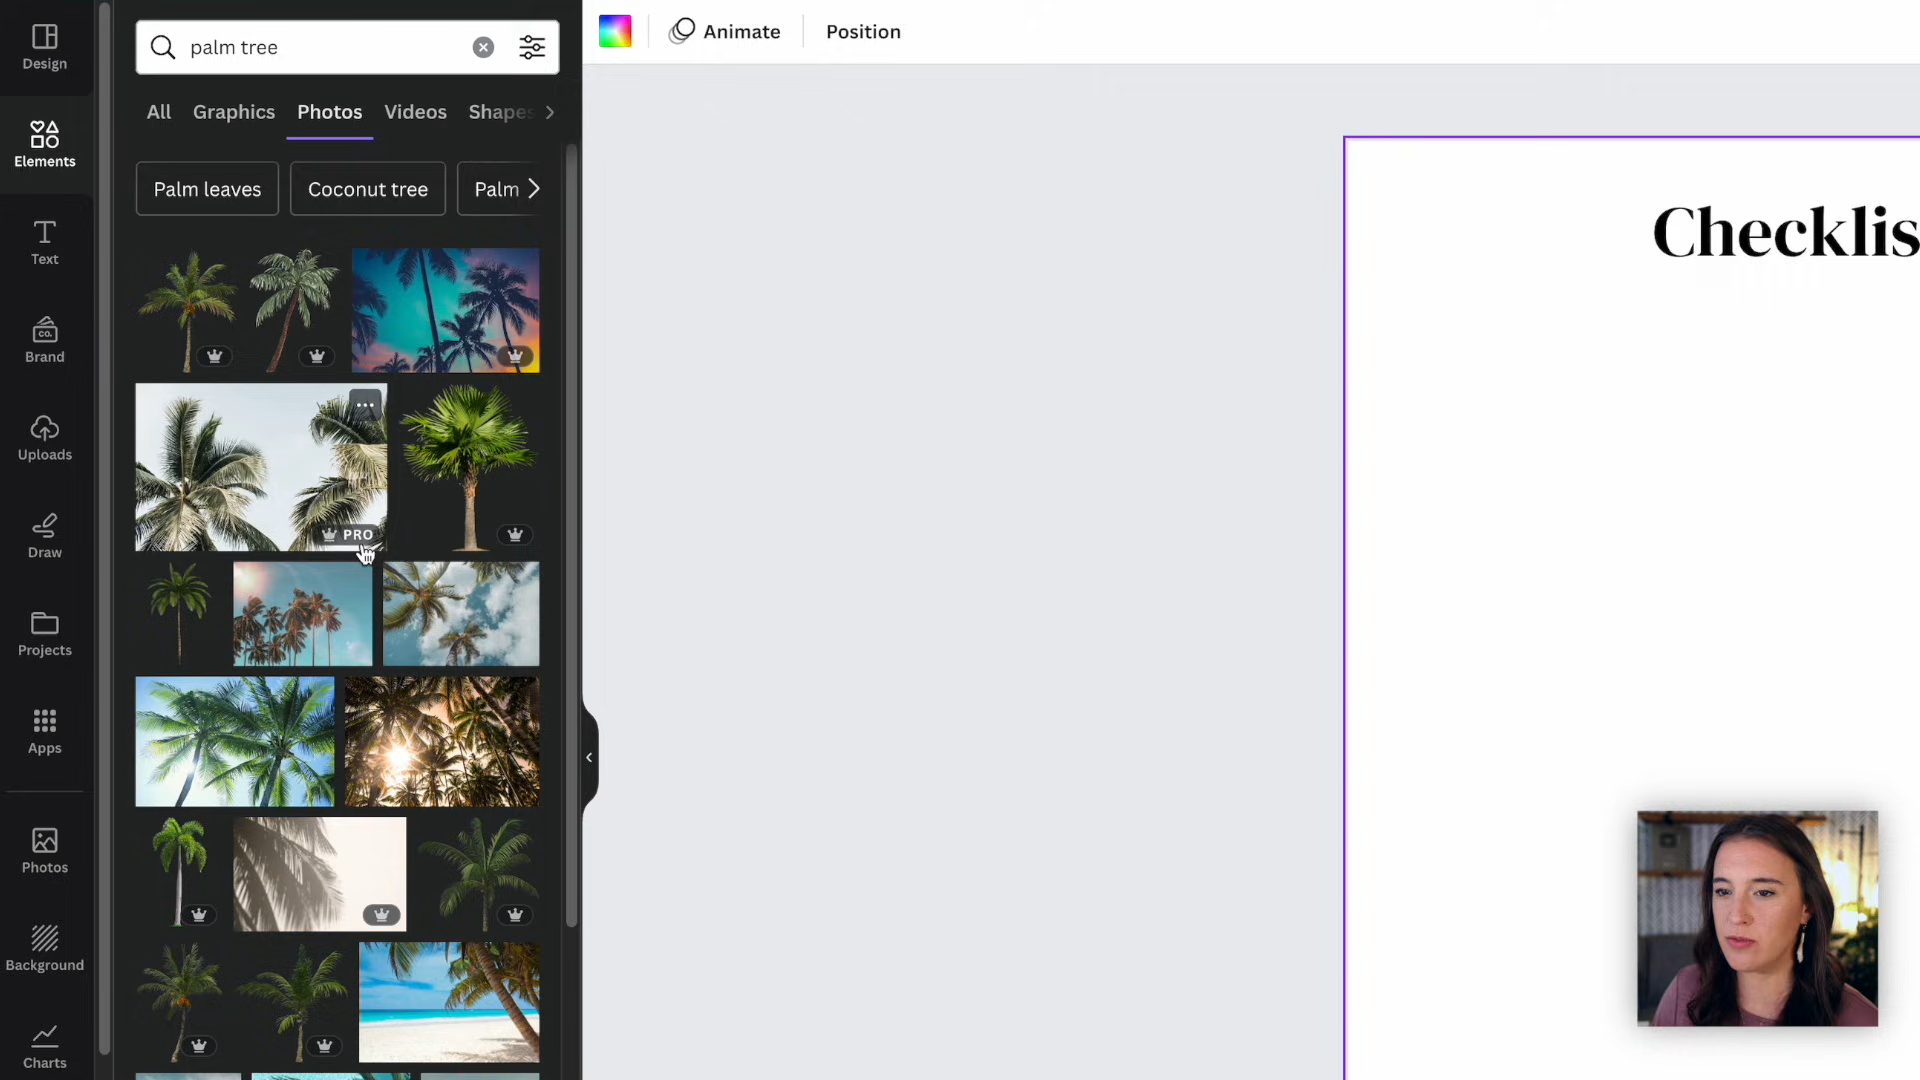 Design
Elements
Text
Brand
CO.
Uploads
Draw
Projects
Apps
Photos
Background
Charts
palm tree
All Graphics Photos Videos Shapes
Palm leaves Coconut tree Palm
PRO
Animate Position
Checklis